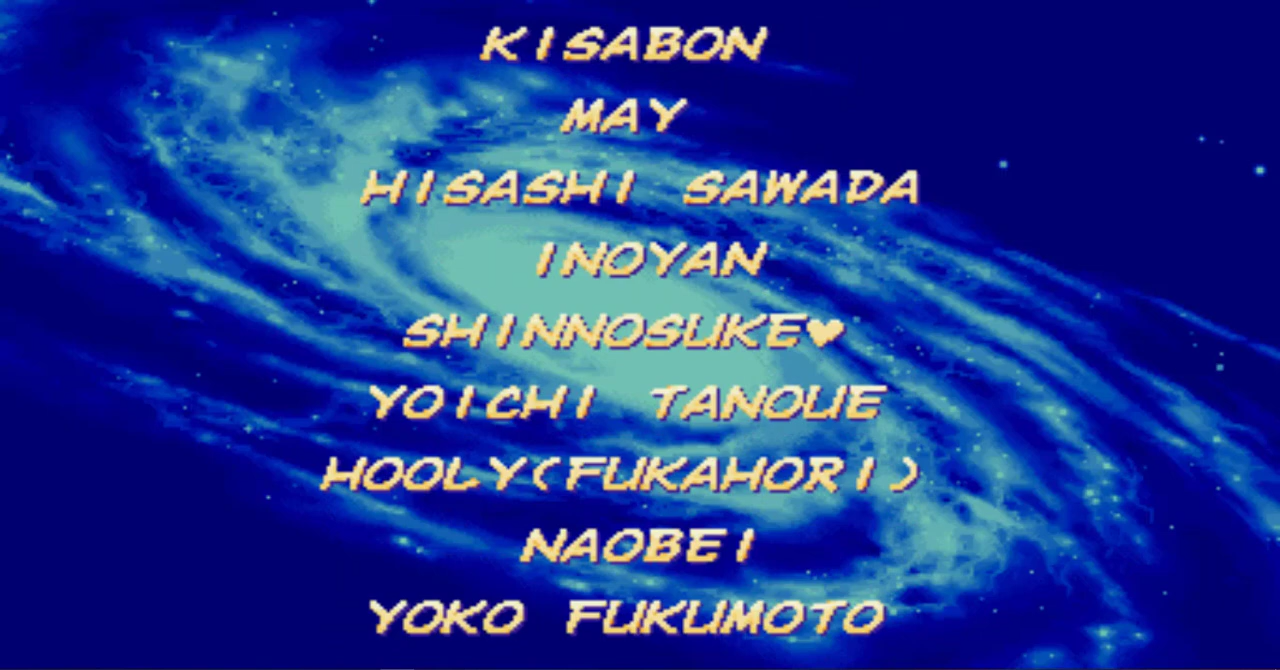 KISABON
MAY
HISASHI SAWADA
INOYAN
SHINNOSUKE♥
YOICHI TANOUE
HOOLY(FUKAHORI)
NAOBEI
YOKO FUKUMOTO